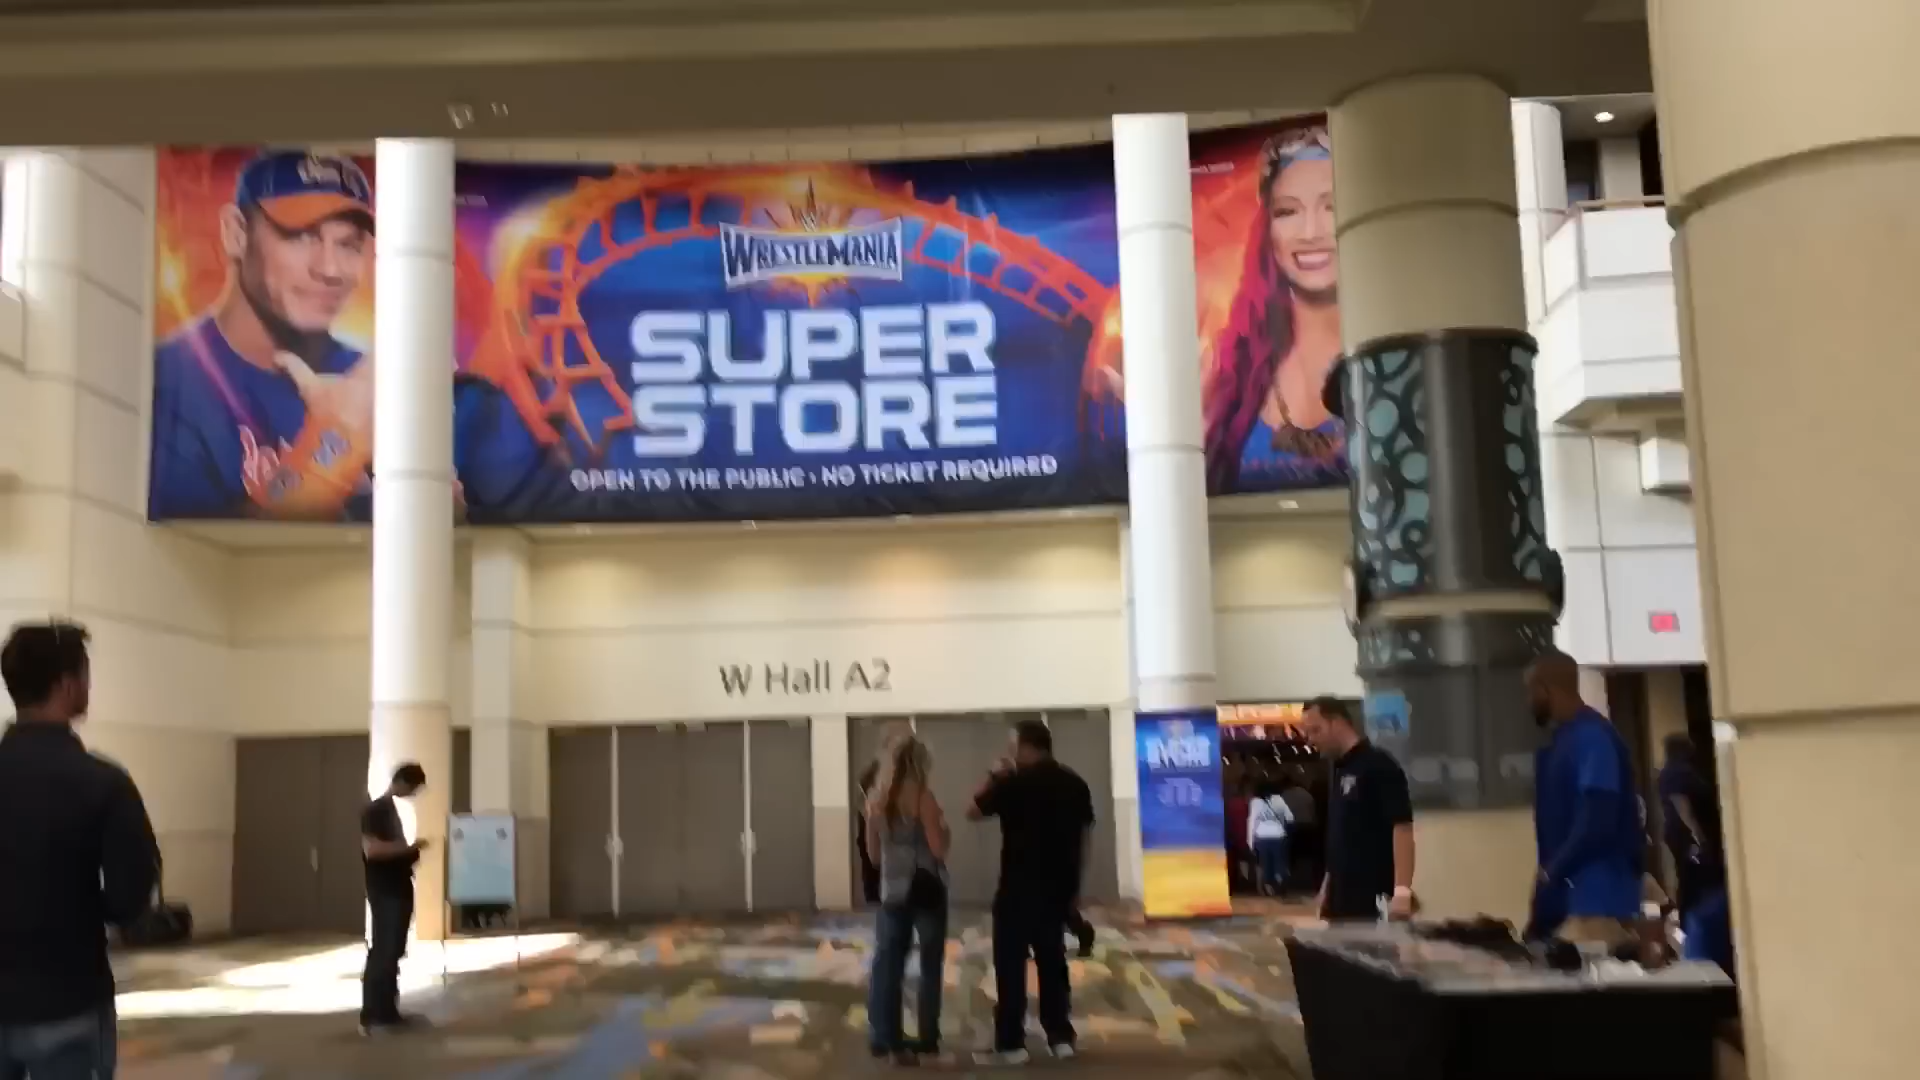 WRESTLEMANIA
SUPER
STORE
OPEN TO THE PUBLIC • NO TICKET REQUIRED
W Hall A2